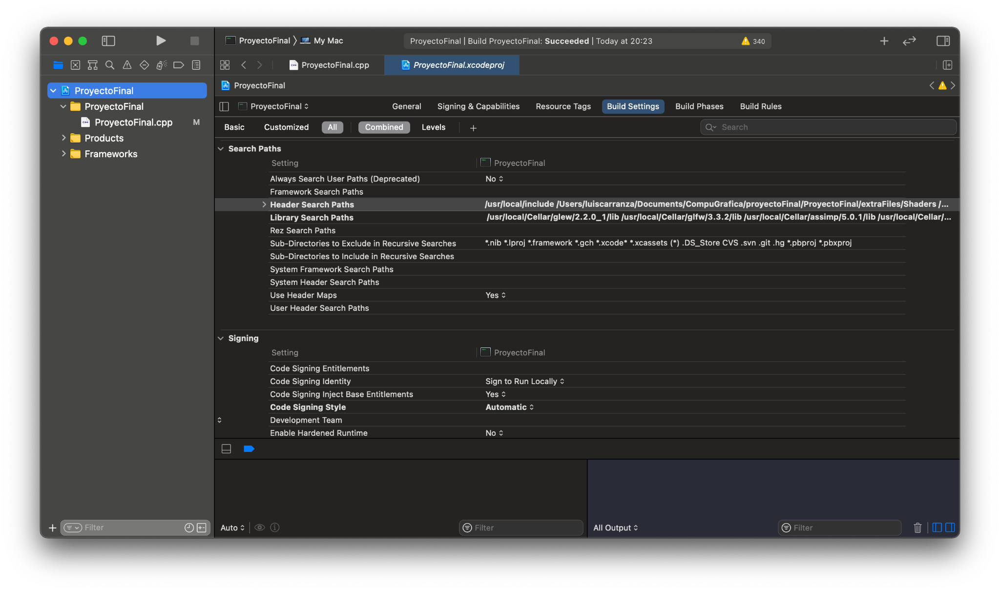 ProyectoFinal 〉 My Mac
ProyectoFinal | Build ProyectoFinal: Succeeded | Today at 20:23
340
ProyectoFinal.cpp
ProyectoFinal.xcodeproj
ProyectoFinal
ProyectoFinal
ProyectoFinal
ProyectoFinal.cpp M
Products
Frameworks
ProyectoFinal
General Signing & Capabilities Resource Tags Build Settings Build Phases Build Rules
Basic Customized All Combined Levels + Search
Search Paths
Setting ProyectoFinal
Always Search User Paths (Deprecated) No
Framework Search Paths
Header Search Paths /usr/local/include /Users/luiscarranza/Documents/CompuGrafica/proyectoFinal/ProyectoFinal/extraFiles/Shaders /...
Library Search Paths /usr/local/Cellar/glew/2.2.0_1/lib /usr/local/Cellar/glfw/3.3.2/lib /usr/local/Cellar/assimp/5.0.1/lib /usr/local/Cellar/...
Rez Search Paths
Sub-Directories to Exclude in Recursive Searches *.nib *.lproj *.framework *.gch *.xcode* *.xcassets (*) .DS_Store CVS .svn .git .hg *.pbproj *.pbxproj
Sub-Directories to Include in Recursive Searches
System Framework Search Paths
System Header Search Paths
Use Header Maps Yes
User Header Search Paths
Signing
Setting ProyectoFinal
Code Signing Entitlements
Code Signing Identity Sign to Run Locally
Code Signing Inject Base Entitlements Yes
Code Signing Style Automatic
Development Team
Enable Hardened Runtime No
Filter
Auto
Filter
All Output
Filter